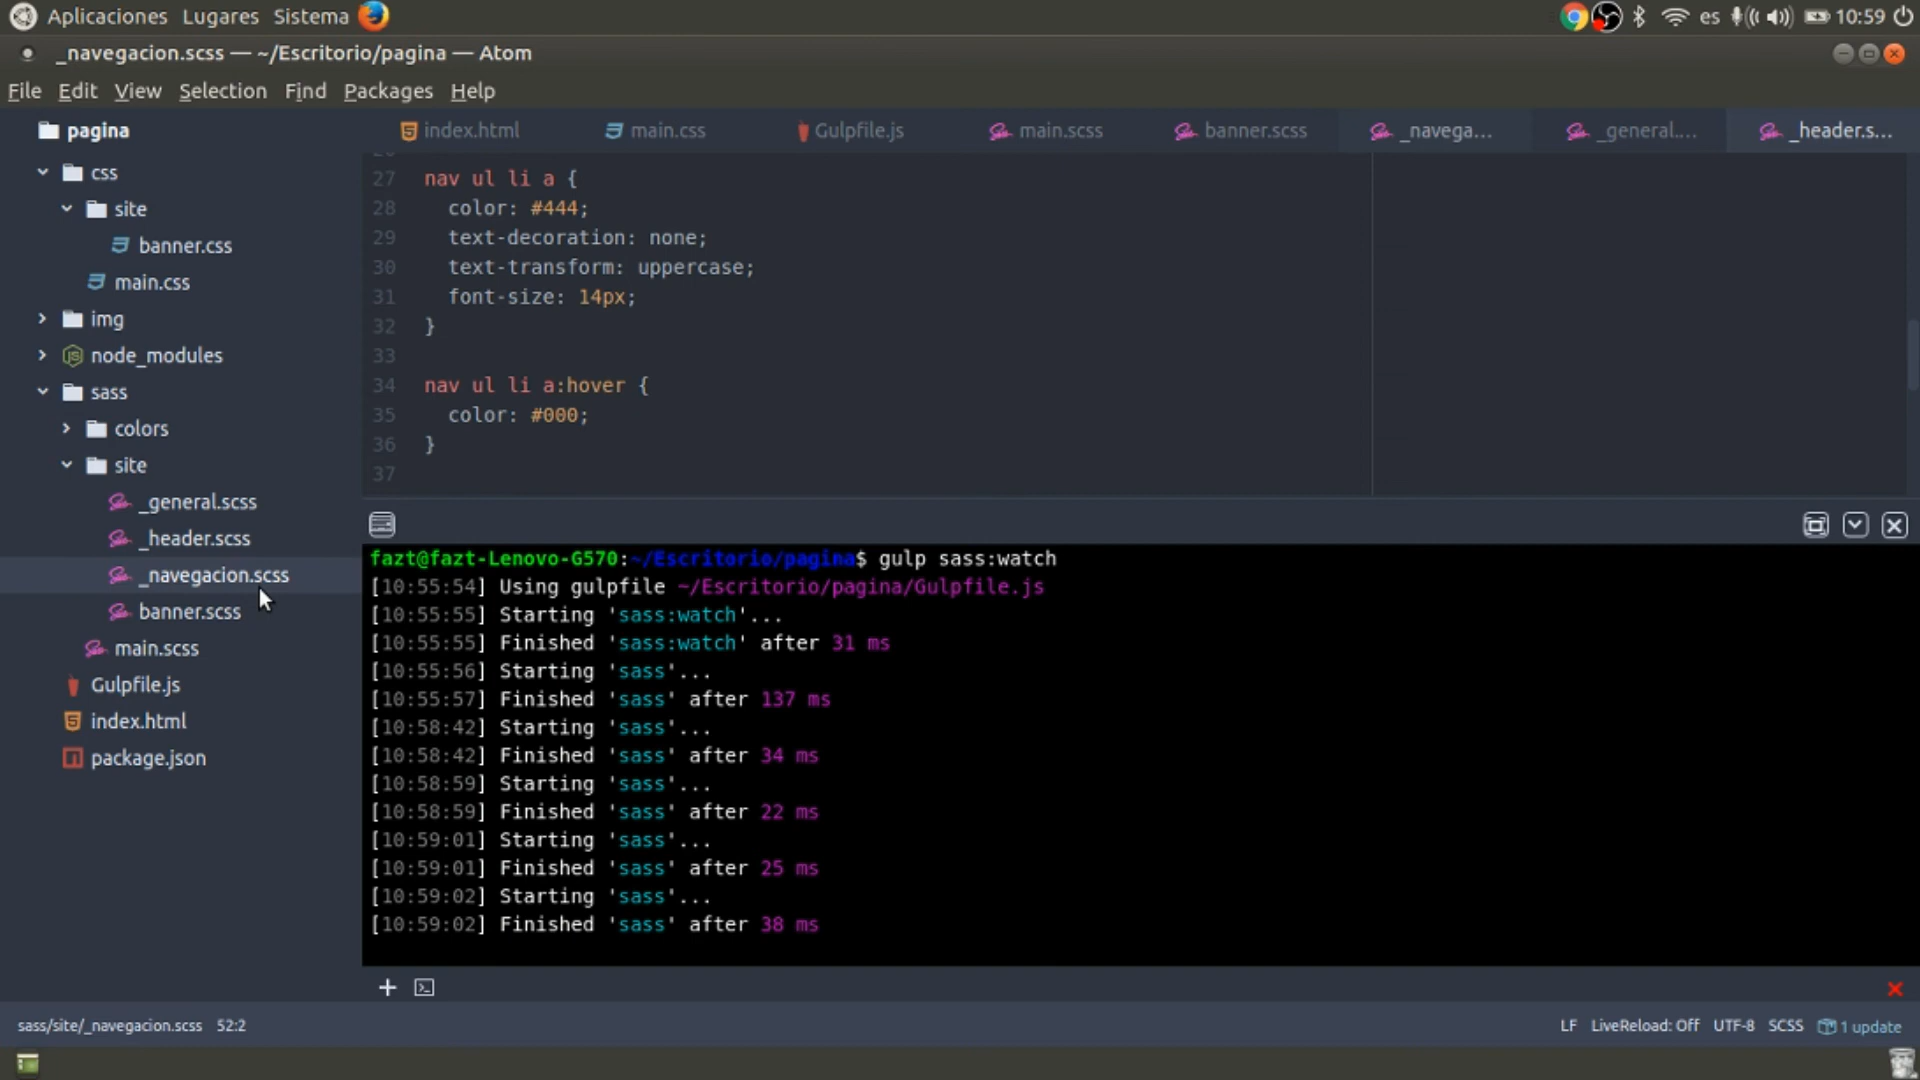 Aplicaciones Lugares Sistema es 10:59
_navegacion.scss — ~/Escritorio/pagina — Atom
File Edit View Selection Find Packages Help
pagina
css
site
banner.css
main.css
img
node_modules
sass
colors
site
_general.scss
_header.scss
_navegacion.scss
banner.scss
main.scss
Gulpfile.js
index.html
package.json
index.html main.css Gulpfile.js main.scss banner.scss _navega... _general.... _header.s...
27 nav ul li a {
28 color: #444;
29 text-decoration: none;
30 text-transform: uppercase;
31 font-size: 14px;
32 }
33
34 nav ul li a:hover {
35 color: #000;
36 }
37
fazt@fazt-Lenovo-G570:~/Escritorio/pagina$ gulp sass:watch
[10:55:54] Using gulpfile ~/Escritorio/pagina/Gulpfile.js
[10:55:55] Starting 'sass:watch'...
[10:55:55] Finished 'sass:watch' after 31 ms
[10:55:56] Starting 'sass'...
[10:55:57] Finished 'sass' after 137 ms
[10:58:42] Starting 'sass'...
[10:58:42] Finished 'sass' after 34 ms
[10:58:59] Starting 'sass'...
[10:58:59] Finished 'sass' after 22 ms
[10:59:01] Starting 'sass'...
[10:59:01] Finished 'sass' after 25 ms
[10:59:02] Starting 'sass'...
[10:59:02] Finished 'sass' after 38 ms
sass/site/_navegacion.scss 52:2 LF LiveReload: Off UTF-8 SCSS 1 update